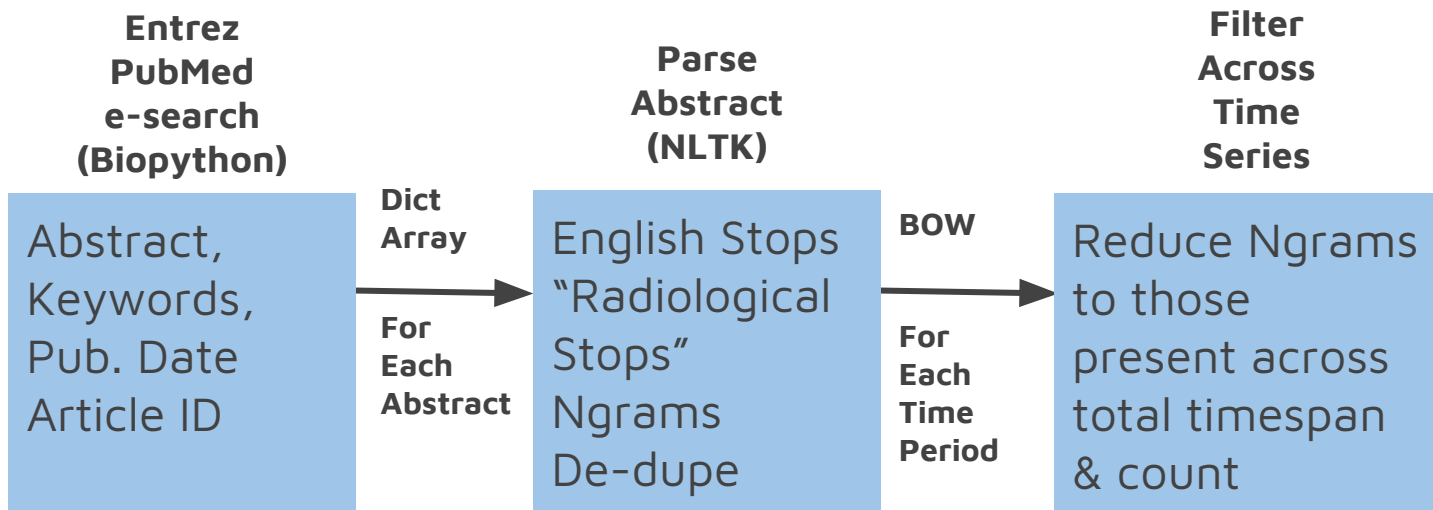 Entrez
PubMed
e-search
(Biopython)
Abstract,
Keywords,
Pub. Date
Article ID
Dict
Array
For
Each
Abstract
Parse
Abstract
(NLTK)
English Stops
“Radiological
Stops”
Ngrams
De-dupe
BOW
For
Each
Time
Period
Filter
Across
Time
Series
Reduce Ngrams
to those
present across
total timespan
& count